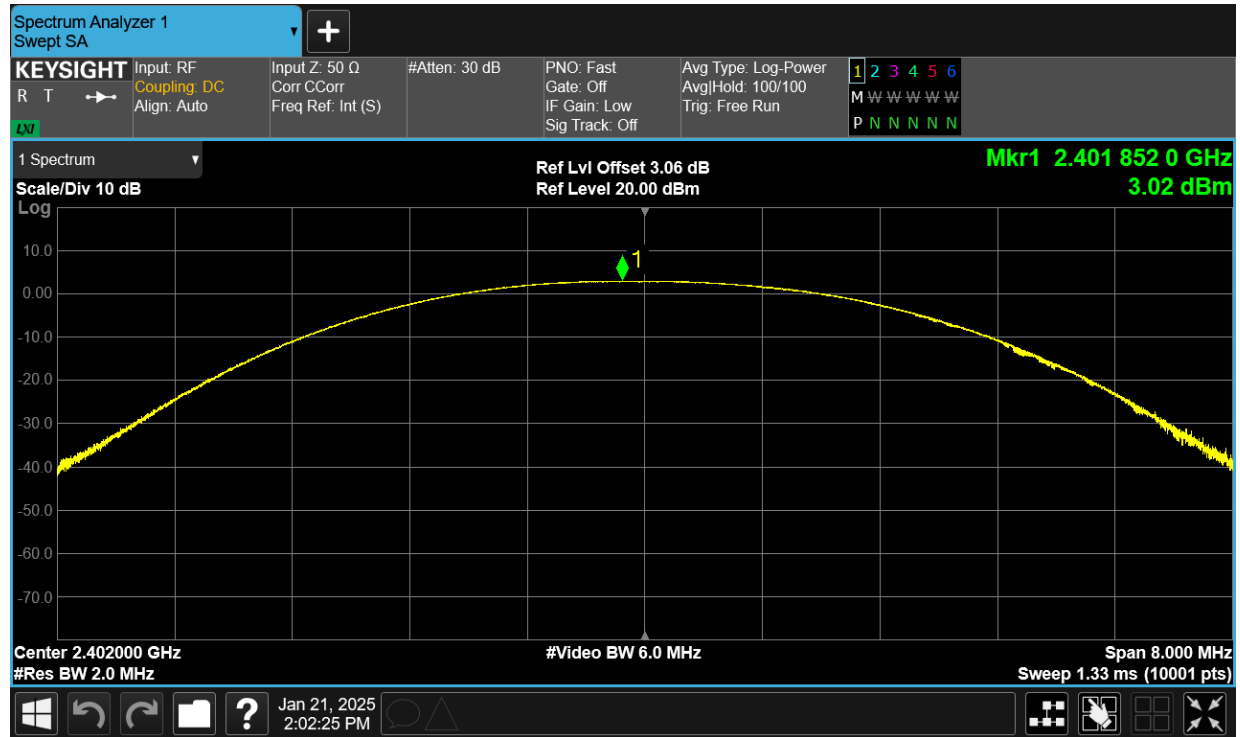 Spectrum Analyzer 1
Swept SA
KEYSIGHT
R T
LXI
Input: RF
Coupling: DC
Align: Auto
Input Z: 50 Ω
Corr CCorr
Freq Ref: Int (S)
#Atten: 30 dB
PNO: Fast
Gate: Off
IF Gain: Low
Sig Track: Off
Avg Type: Log-Power
Avg|Hold: 100/100
Trig: Free Run
1 2 3 4 5 6
M W W W W W
P N N N N N
1 Spectrum
Scale/Div 10 dB
Log
Ref Lvl Offset 3.06 dB
Ref Level 20.00 dBm
Mkr1 2.401 852 0 GHz
3.02 dBm
1
10.0
0.00
-10.0
-20.0
-30.0
-40.0
-50.0
-60.0
-70.0
Center 2.402000 GHz
#Video BW 6.0 MHz
Span 8.000 MHz
#Res BW 2.0 MHz
Sweep 1.33 ms (10001 pts)
?
Jan 21, 2025
2:02:25 PM